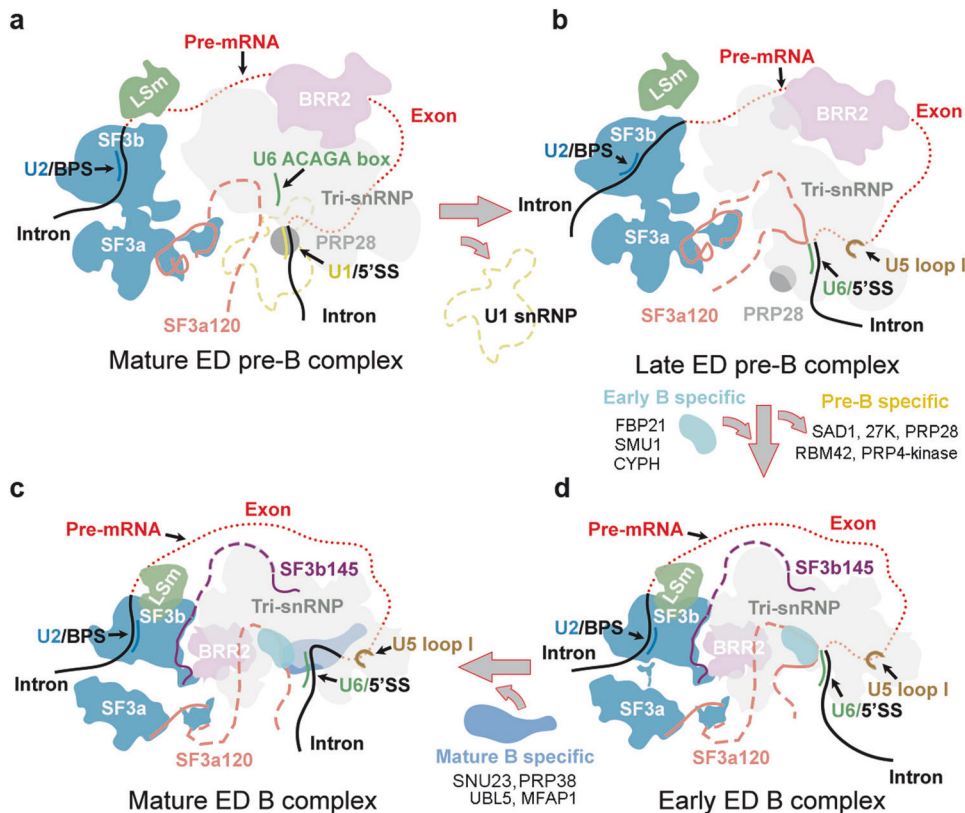 a
Pre-mRNA
LSm
BRR2
Exon
SF3b
U2/BPS
U6 ACAGA box
Tri-snRNP
Intron
SF3a
PRP28
U1/5’SS
SF3a120
Intron
Mature ED pre-B complex
U1 snRNP
b
Pre-mRNA
LSm
BRR2
Exon
SF3b
U2/BPS
Tri-snRNP
Intron
SF3a
U5 loop I
U6/5’SS
SF3a120
PRP28
Intron
Late ED pre-B complex
Early B specific
FBP21
SMU1
CYPH
Pre-B specific
SAD1, 27K, PRP28
RBM42, PRP4-kinase
c
Exon
Pre-mRNA
SF3b145
LSm
SF3b
Tri-snRNP
U2/BPS
BRR2
U5 loop I
Intron
U6/5’SS
SF3a
Intron
SF3a120
Mature ED B complex
Mature B specific
SNU23, PRP38
UBL5, MFAP1
d
Exon
Pre-mRNA
SF3b145
LSm
SF3b
Tri-snRNP
U2/BPS
BRR2
Intron
U5 loop I
SF3a
U6/5’SS
SF3a120
Intron
Early ED B complex